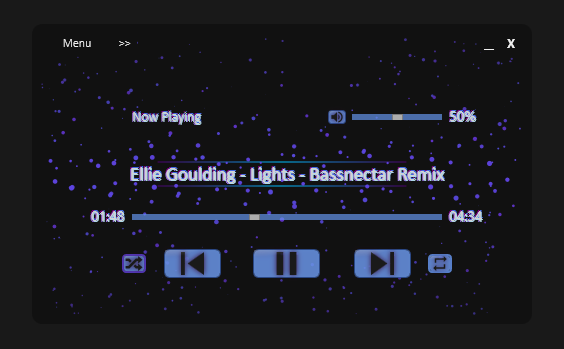 Menu >> _ X
Now Playing 50%
Ellie Goulding - Lights - Bassnectar Remix
01:48 04:34